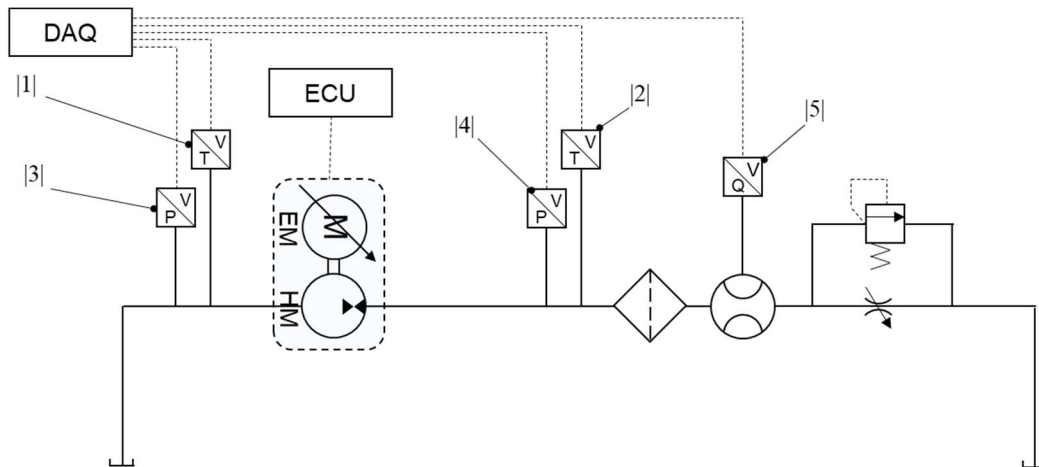 DAQ
|1|
ECU
|2|
|4|
|5|
V
T
V
T
|3|
V
P
V
P
V
Q
EM
M
HM